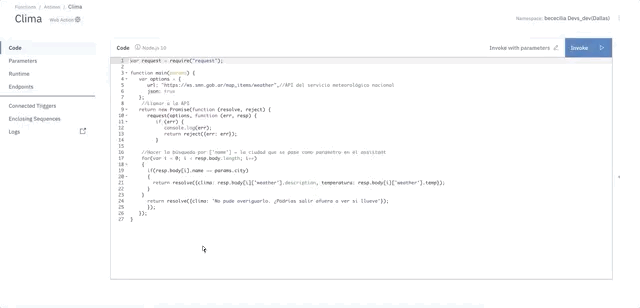 Functions / Actions / Clima
Clima
Web Action
Namespace: bececilia Devs_dev(Dallas)
Code
Parameters
Runtime
Endpoints
Connected Triggers
Enclosing Sequences
Logs
Code
Node.js 10
Invoke with parameters
Invoke
1 var request = require("request");
2
3 function main(params) {
4 var options = {
5 url: "https://ws.smn.gob.ar/map_items/weather",//API del servicio meteorológico nacional
6 json: true
7 };
8 //Llamar a la API
9 return new Promise(function (resolve, reject) {
10 request(options, function (err, resp) {
11 if (err) {
12 console.log(err);
13 return reject({err: err});
14 }
15
16 //Hacer la búsqueda por ['name'] = la ciudad que se pase como parametro en el assistant
17 for(var i = 0; i < resp.body.length; i++)
18 {
19 if(resp.body[i].name == params.city)
20 {
21 return resolve({clima: resp.body[i]['weather'].description, temperatura: resp.body[i]['weather'].temp});
22 }
23 }
24 return resolve({clima: 'No pude averiguarlo. ¿Podrías salir afuera a ver si llueve'});
25 });
26 });
27 }